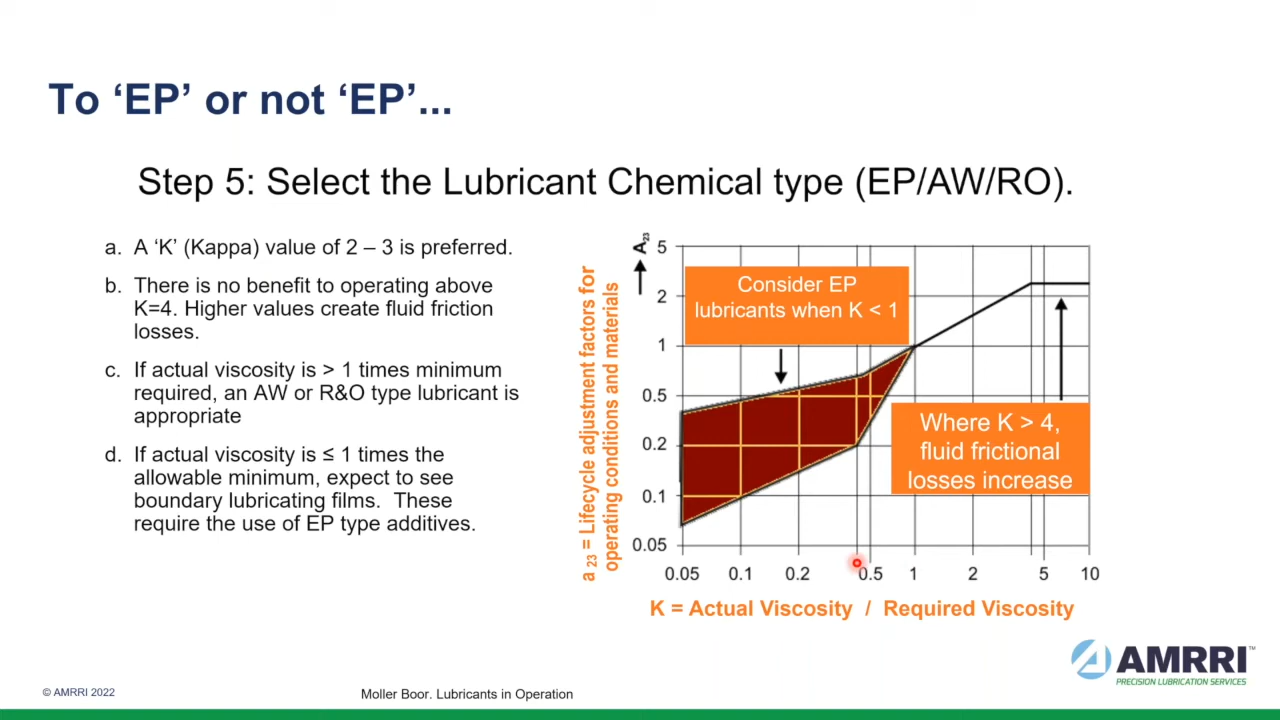 To ‘EP’ or not ‘EP’...
Step 5: Select the Lubricant Chemical type (EP/AW/RO).
a. A ‘K’ (Kappa) value of 2 – 3 is preferred.
b. There is no benefit to operating above
K=4. Higher values create fluid friction
losses.
c. If actual viscosity is > 1 times minimum
required, an AW or R&O type lubricant is
appropriate
d. If actual viscosity is ≤ 1 times the
allowable minimum, expect to see
boundary lubricating films. These
require the use of EP type additives.
a 23 = Lifecycle adjustment factors for
operating conditions and materials
A23
5
2
1
0.5
0.2
0.1
0.05
Consider EP
lubricants when K < 1
Where K > 4,
fluid frictional
losses increase
0.05 0.1 0.2 0.5 1 2 5 10
K = Actual Viscosity / Required Viscosity
AMRRI™
PRECISION LUBRICATION SERVICES
© AMRRI 2022
Moller Boor. Lubricants in Operation